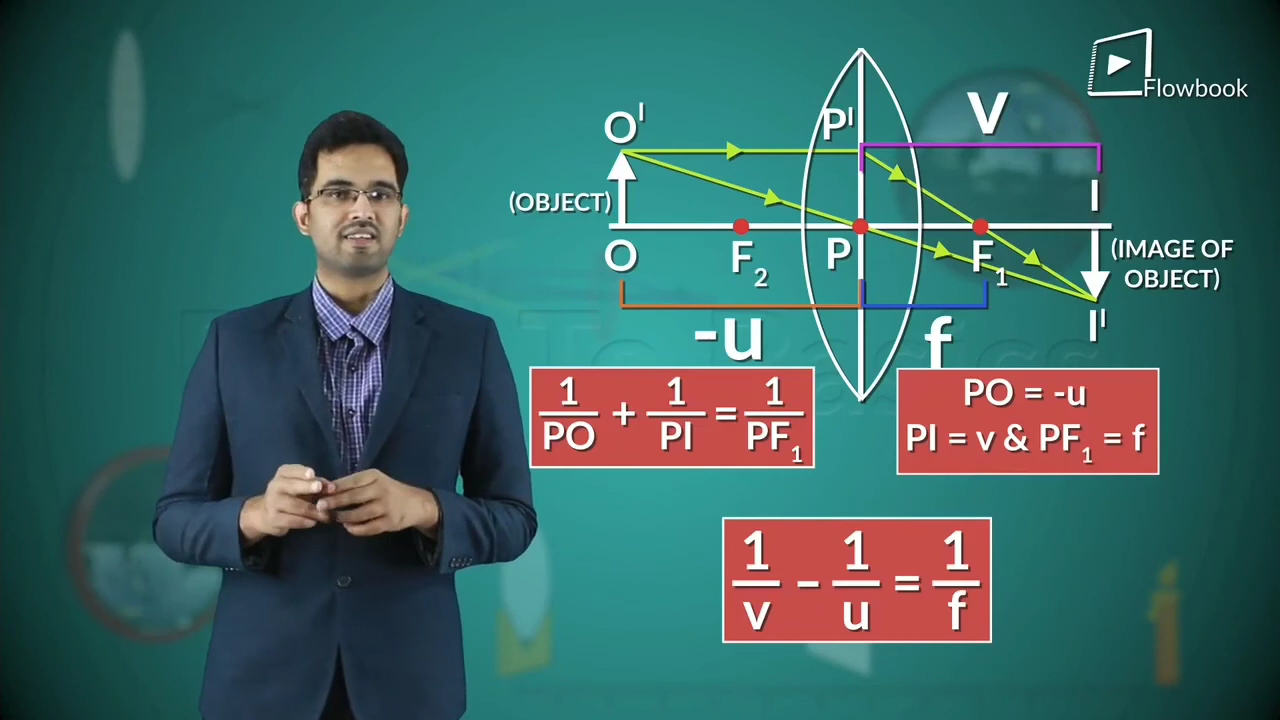 Flowbook
V
O'
P'
I
(OBJECT)
O
F2
P
F1
(IMAGE OF
OBJECT)
I'
-u
f
1/PO + 1/PI = 1/PF1
PO = -u
PI = v & PF1 = f
1/v - 1/u = 1/f